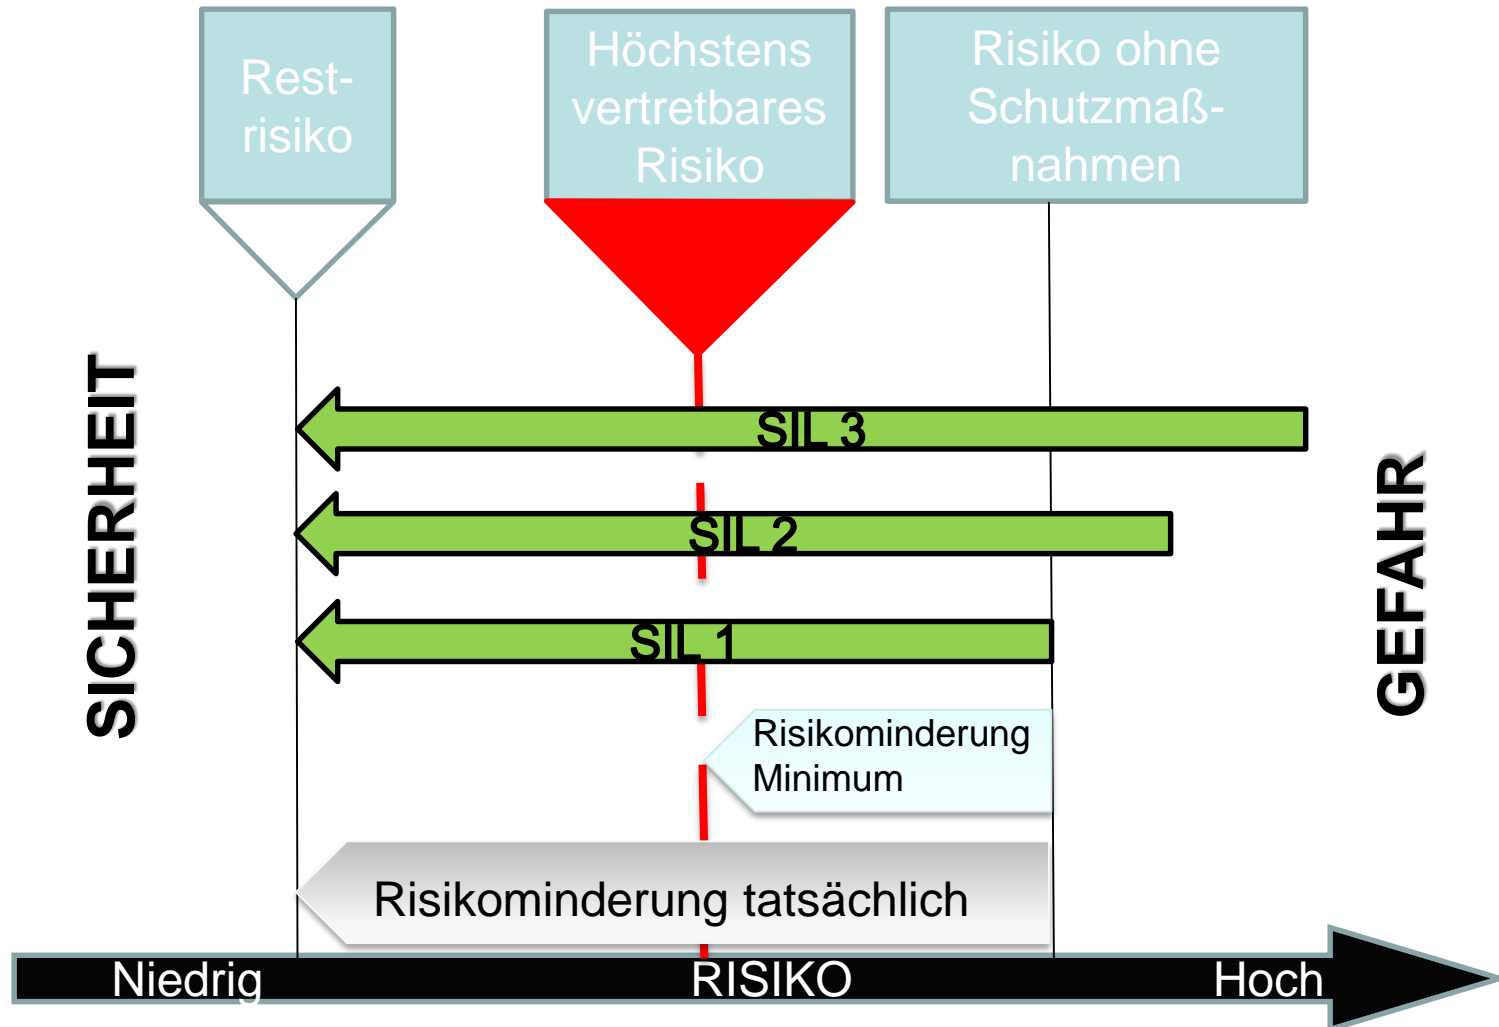 Rest-
risiko
Höchstens
vertretbares
Risiko
Risiko ohne
Schutzmaß-
nahmen
SICHERHEIT
GEFAHR
SIL 3
SIL 2
SIL 1
Risikominderung
Minimum
Risikominderung tatsächlich
Niedrig
RISIKO
Hoch